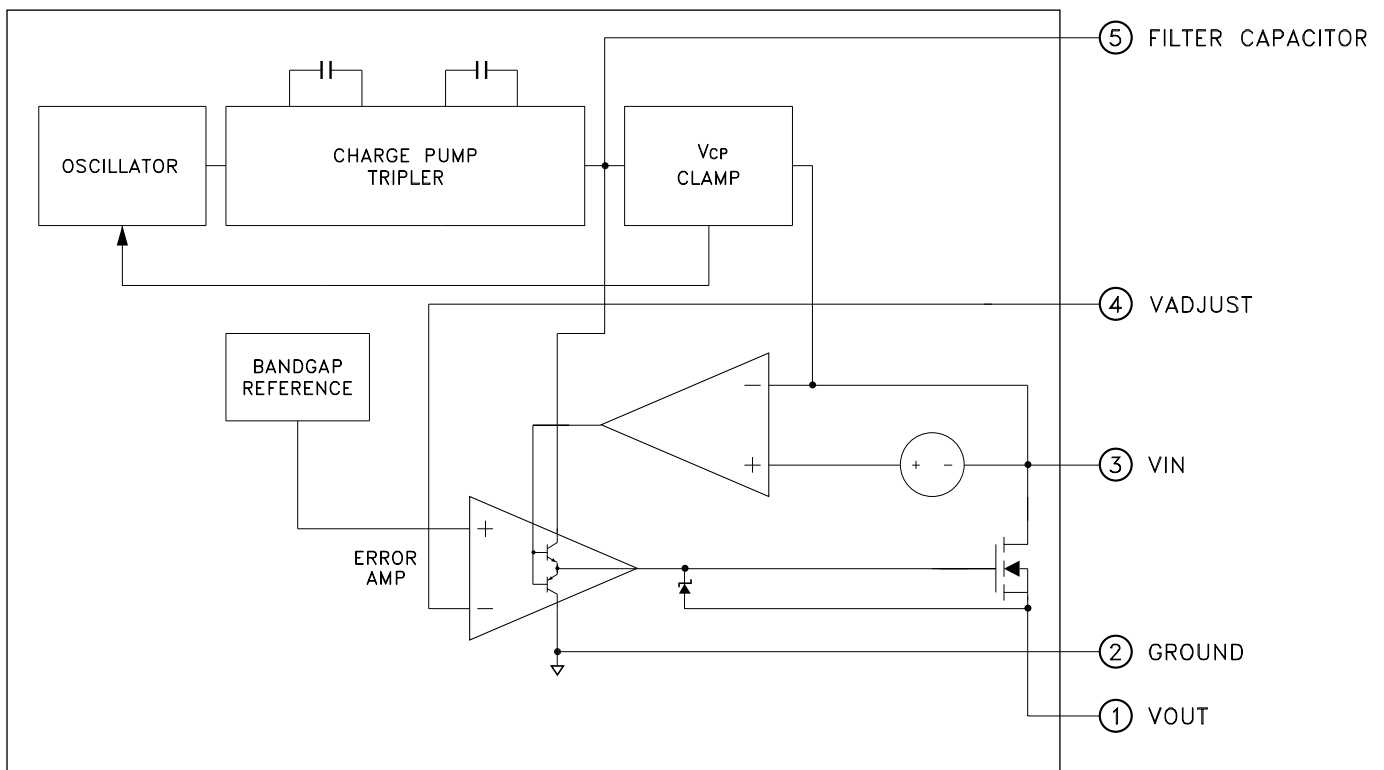 5 FILTER CAPACITOR
OSCILLATOR
CHARGE PUMP
TRIPLER
VCP
CLAMP
4 VADJUST
BANDGAP
REFERENCE
−
+
+ −
3 VIN
+
ERROR
AMP
−
2 GROUND
1 VOUT